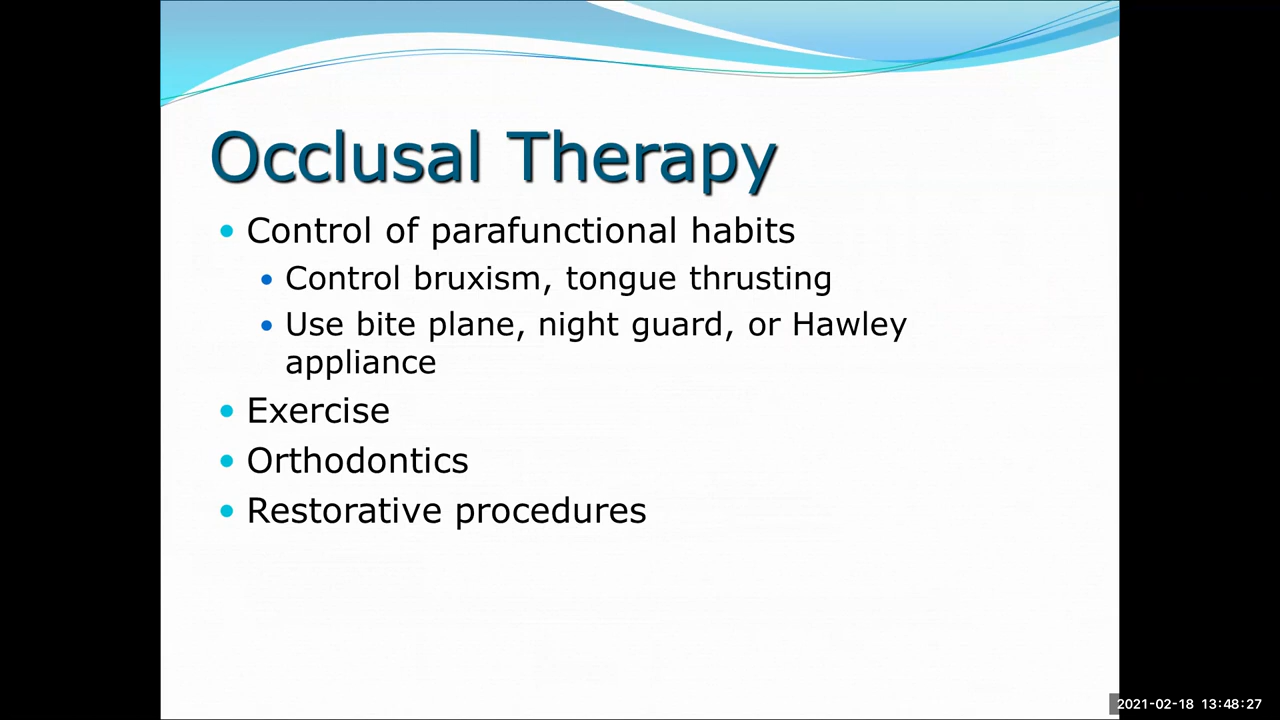 Occlusal Therapy
• Control of parafunctional habits
• Control bruxism, tongue thrusting
• Use bite plane, night guard, or Hawley
appliance
• Exercise
• Orthodontics
• Restorative procedures
2021-02-18 13:48:27